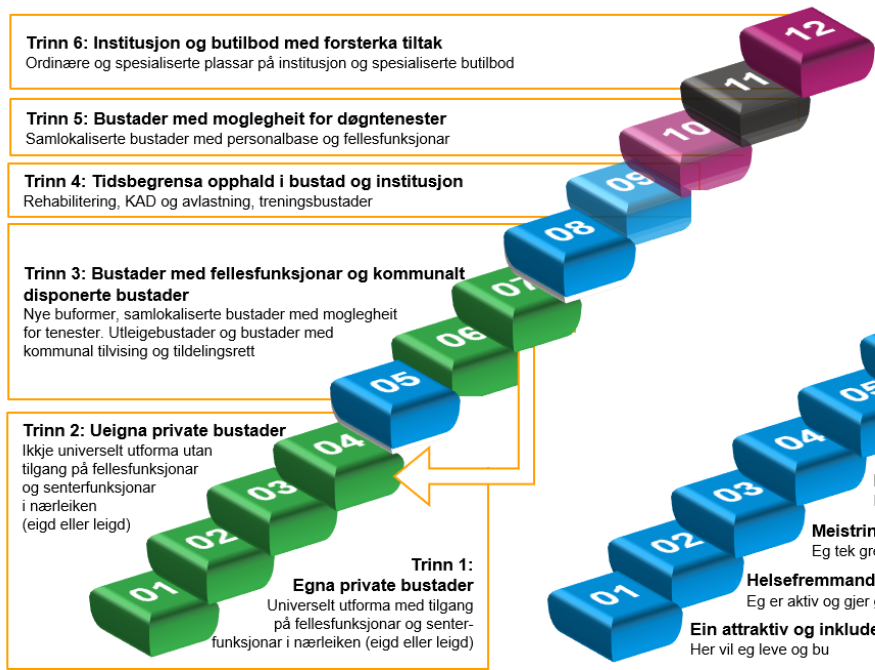 Trinn 6: Institusjon og butilbod med forsterka tiltak
Ordinære og spesialiserte plassar på institusjon og spesialiserte butilbod
Trinn 5: Bustader med moglegheit for døgntenester
Samlokaliserte bustader med personalbase og fellesfunksjonar
Trinn 4: Tidsbegrensa opphald i bustad og institusjon
Rehabilitering, KAD og avlastning, treningsbustader
Trinn 3: Bustader med fellesfunksjonar og kommunalt
disponerte bustader
Nye buformer, samlokaliserte bustader med moglegheit
for tenester. Utleigebustader og bustader med
kommunal tilvising og tildelingsrett
Trinn 2: Ueigna private bustader
Ikkje universelt utforma utan
tilgang på fellesfunksjonar
og senterfunksjonar
i nærleiken
(eigd eller leigd)
Trinn 1:
Egna private bustader
Universelt utforma med tilgang
på fellesfunksjonar og senter-
funksjonar i nærleiken (eigd eller leigd)
12
11
10
09
08
07
06
05
04
03
02
01
05
04
03
02
01
Meistrin
Eg tek gre
Helsefremmand
Eg er aktiv og gjer g
Ein attraktiv og inklude
Her vil eg leve og bu